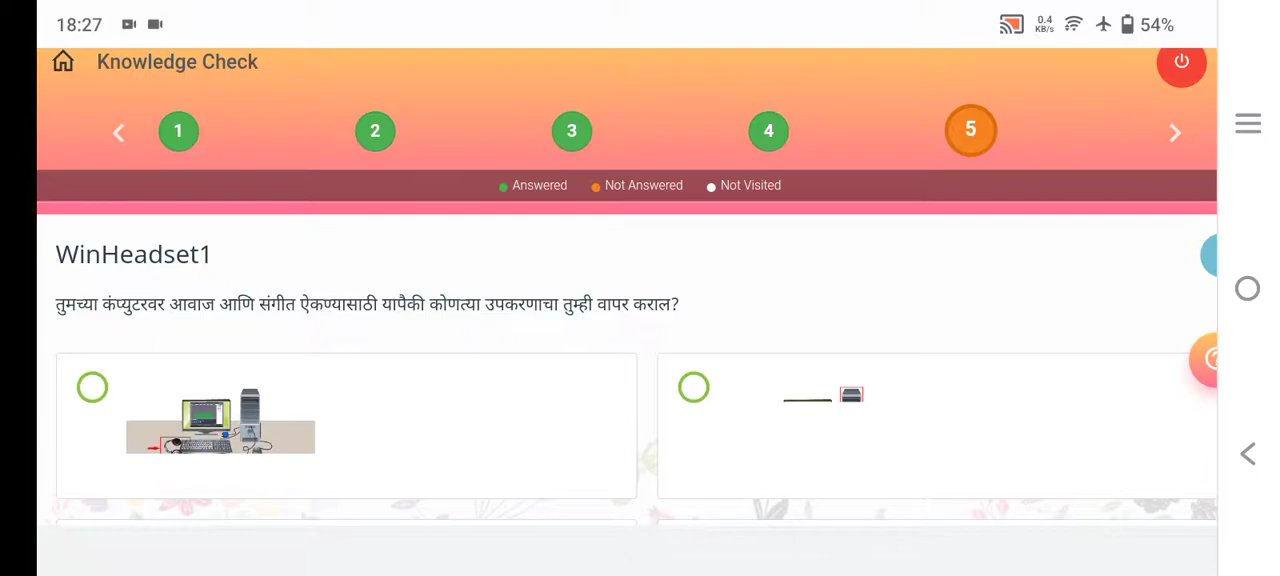 18:27
0.4
KB/s
54%
Knowledge Check
1
2
3
4
5
Answered
Not Answered
Not Visited
WinHeadset1
तुमच्या कंप्युटरवर आवाज आणि संगीत ऐकण्यासाठी यापैकी कोणत्या उपकरणाचा तुम्ही वापर कराल?